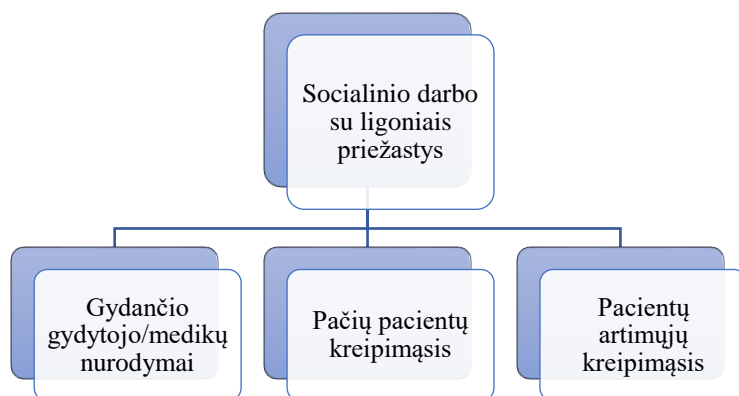 Socialinio darbo
su ligoniais
priežastys
Gydančio
gydytojo/medikų
nurodymai
Pačių pacientų
kreipimąsis
Pacientų
artimųjų
kreipimąsis